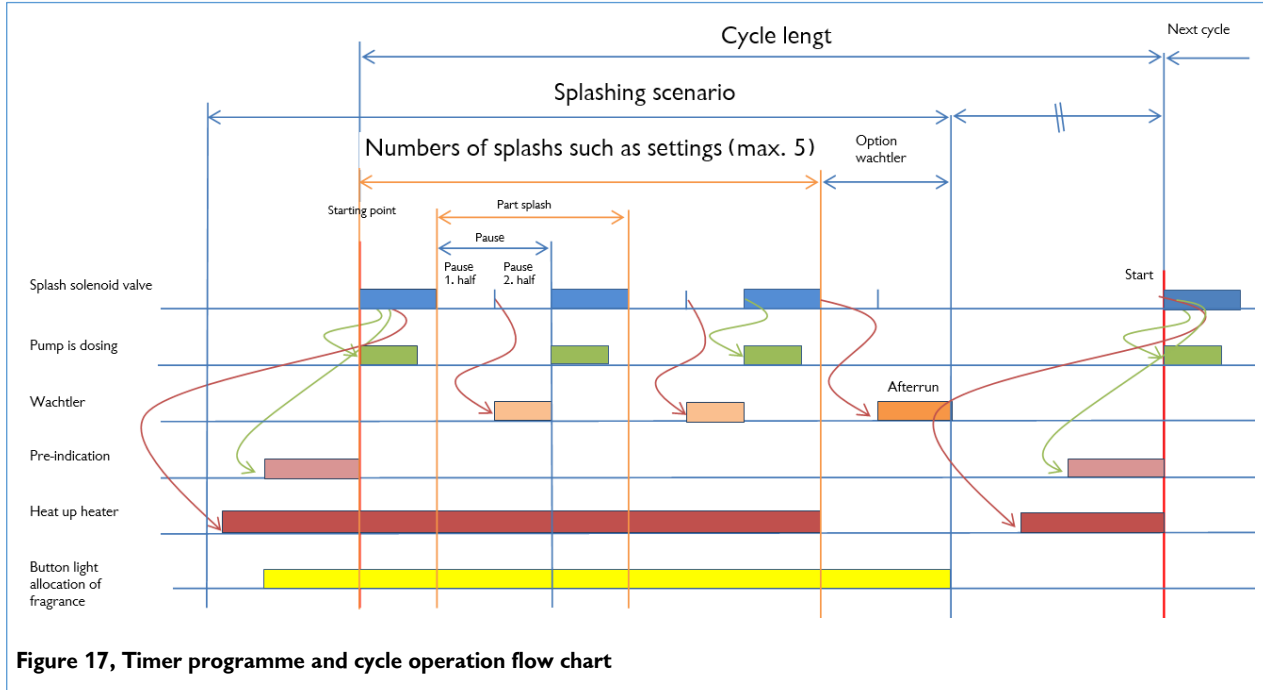 Cycle lengt
Next cycle
Splashing scenario
Numbers of splashs such as settings (max. 5)
Option
wachtler
Starting point
Part splash
Pause
Pause
1. half
Pause
2. half
Splash solenoid valve
Start
Pump is dosing
Wachtler
Afterrun
Pre-indication
Heat up heater
Button light
allocation of
fragrance
Figure 17, Timer programme and cycle operation flow chart